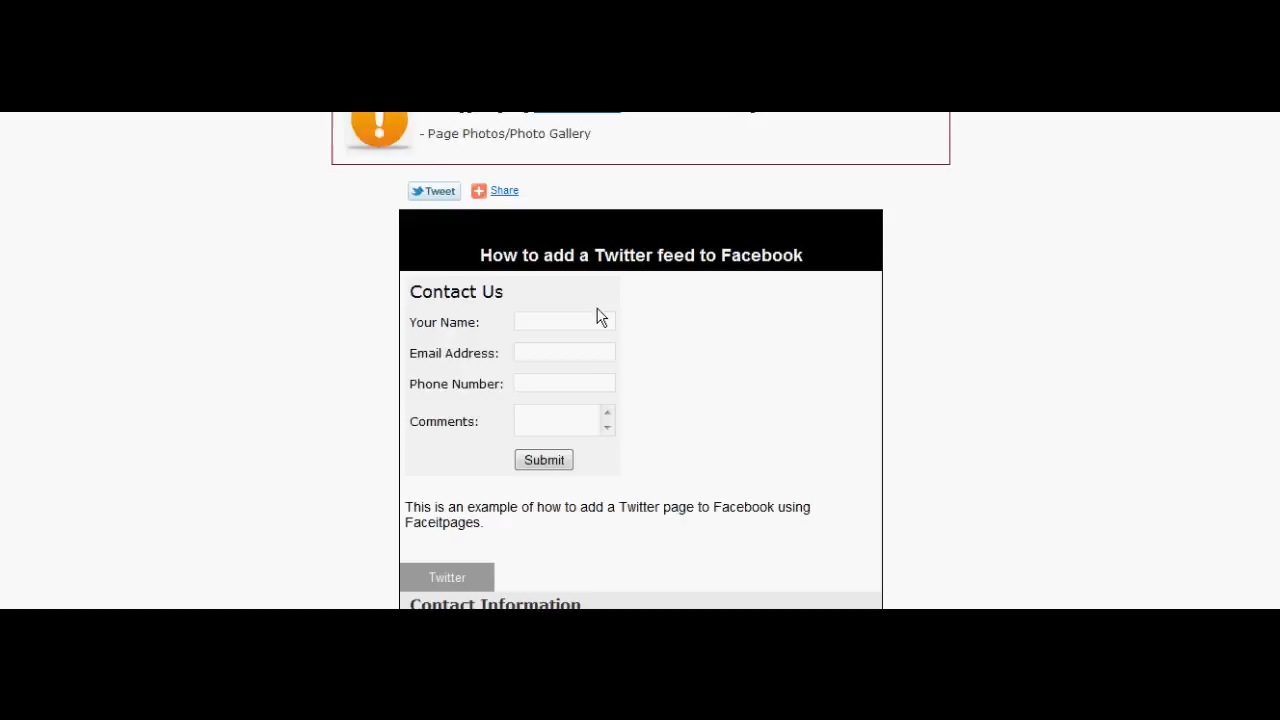 - Page Photos/Photo Gallery
Tweet Share
How to add a Twitter feed to Facebook
Contact Us
Your Name:
Email Address:
Phone Number:
Comments:
Submit
This is an example of how to add a Twitter page to Facebook using
Faceitpages.
Twitter
Contact Information